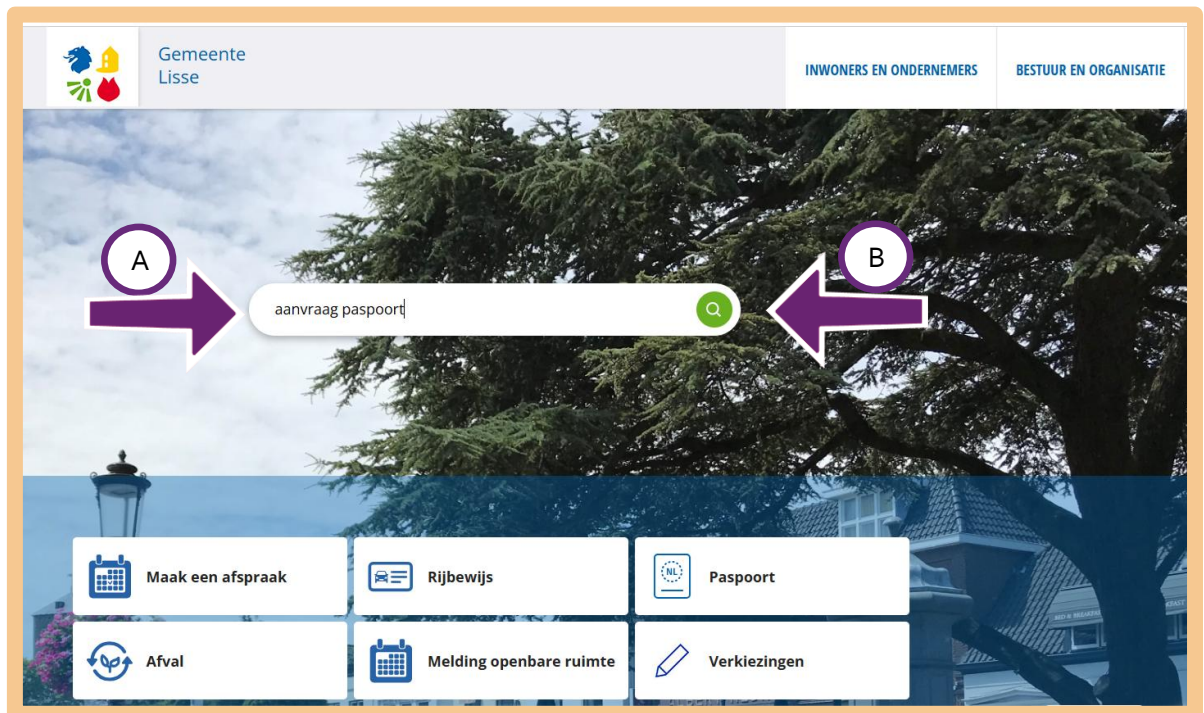 Gemeente
Lisse
INWONERS EN ONDERNEMERS
BESTUUR EN ORGANISATIE
A
B
aanvraag paspoort
Maak een afspraak
Rijbewijs
NL
Paspoort
Afval
Melding openbare ruimte
Verkiezingen